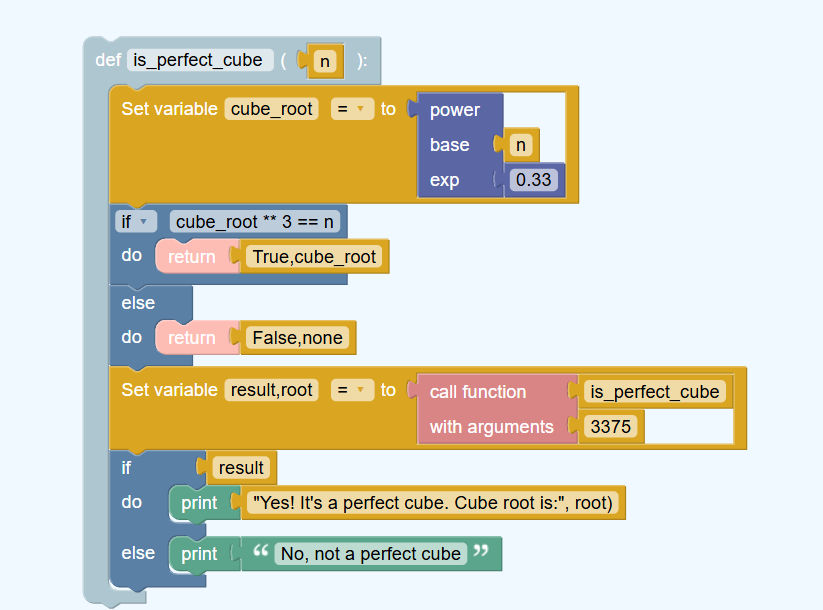 def is_perfect_cube ( n ):
Set variable cube_root = to power
base n
exp 0.33
if cube_root ** 3 == n
do return True,cube_root
else
do return False,none
Set variable result,root = to call function is_perfect_cube
with arguments 3375
if result
do print "Yes! It's a perfect cube. Cube root is:", root)
else print “ No, not a perfect cube ”